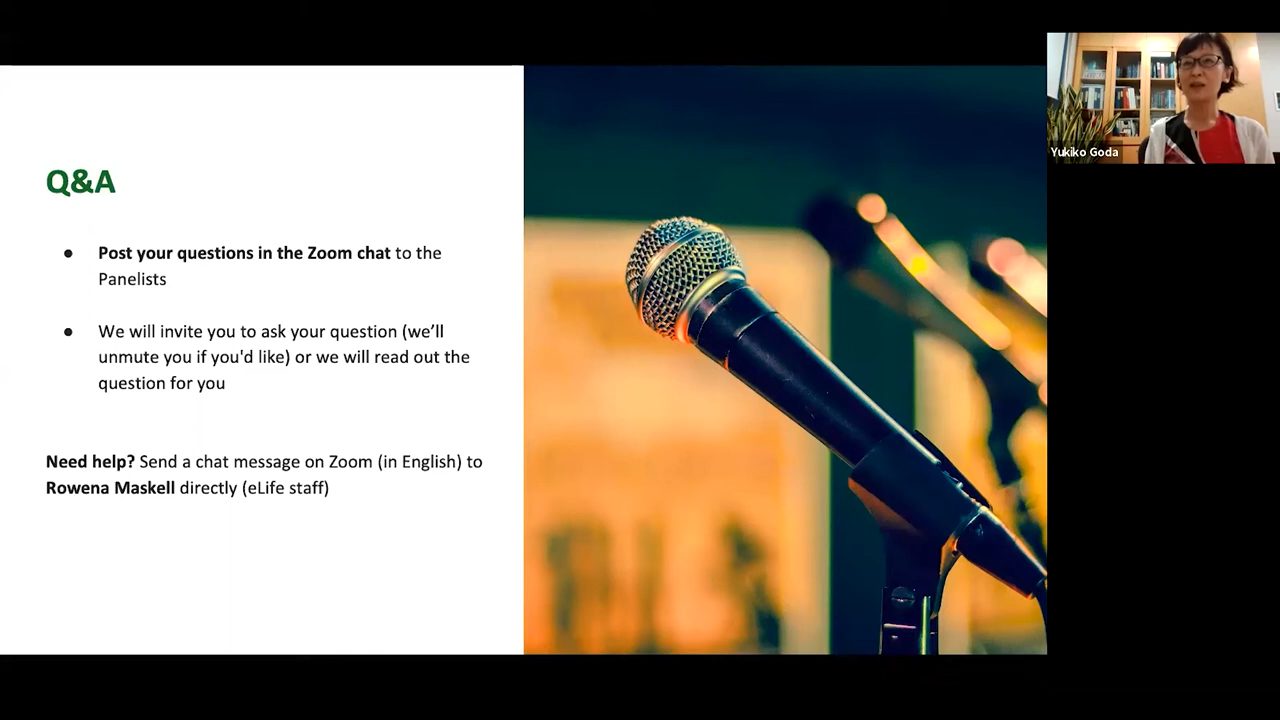 Q&A
● Post your questions in the Zoom chat to the
Panelists
● We will invite you to ask your question (we’ll
unmute you if you'd like) or we will read out the
question for you
Need help? Send a chat message on Zoom (in English) to
Rowena Maskell directly (eLife staff)
Yukiko Goda